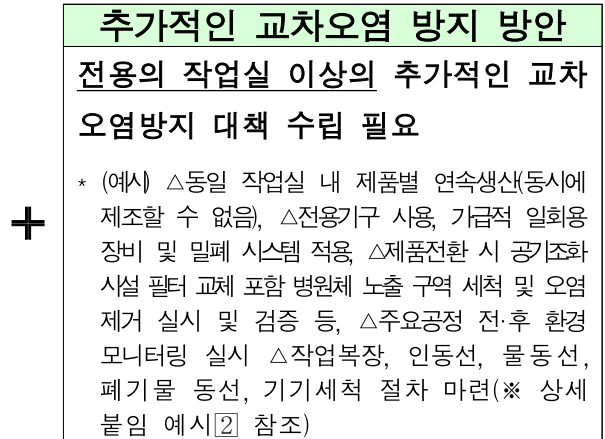 추가적인 교차오염 방지 방안
전용의 작업실 이상의 추가적인 교차
오염방지 대책 수립 필요
+
* (예시) △동일 작업실 내 제품별 연속생산(동시에
제조할 수 없음), △전용기구 사용, 가급적 일회용
장비 및 밀폐 시스템 적용, △제품전환 시 공기조화
시설 필터 교체 포함 병원체 노출 구역 세척 및 오염
제거 실시 및 검증 등, △주요공정 전·후 환경
모니터링 실시 △작업복장, 인동선, 물동선,
폐기물 동선, 기기세척 절차 마련(※ 상세
붙임 예시2 참조)